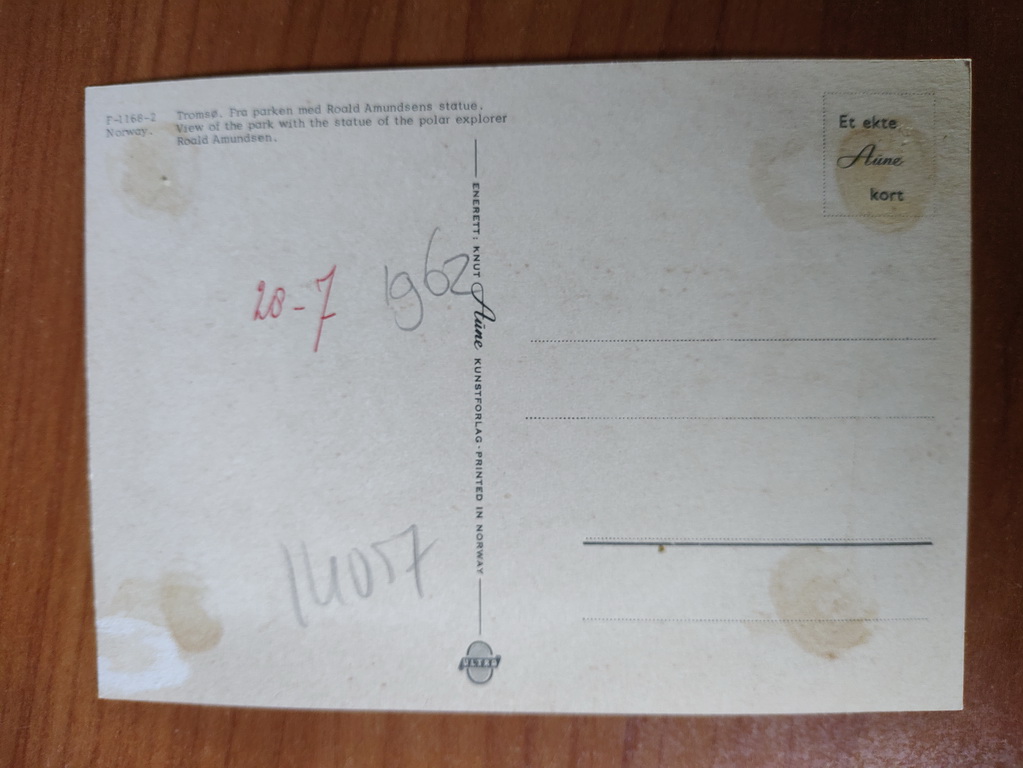 F-1168-2
Norway.
Tromsø. Fra parken med Roald Amundsens statue.
View of the park with the statue of the polar explorer
Roald Amundsen.
Et ekte
Aune
kort
20-7
1962
ENERETT: KNUT Aune KUNSTFORLAG · PRINTED IN NORWAY
14057
ULTRA